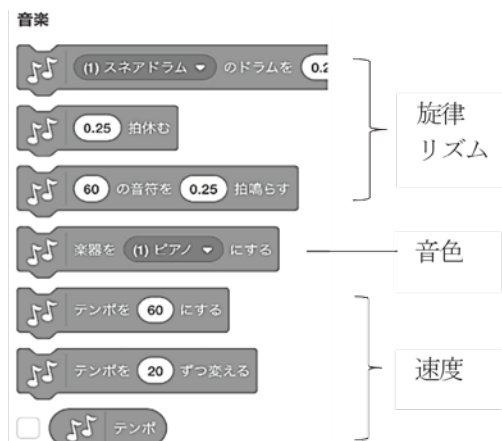 音楽
(1) スネアドラム のドラムを 0.2
0.25 拍休む
60 の音符を 0.25 拍鳴らす
旋律
リズム
楽器を (1) ピアノ にする
音色
テンポを 60 にする
テンポを 20 ずつ変える
テンポ
速度